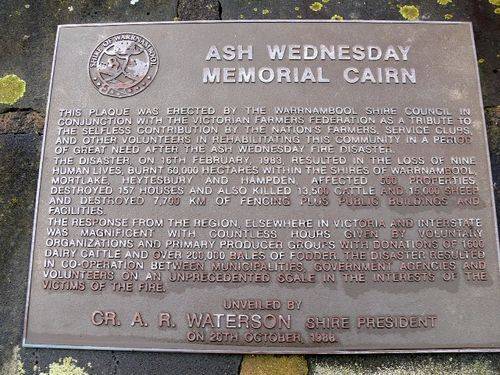 SHIRE OF WARRNAMBOOL
ASH WEDNESDAY
MEMORIAL CAIRN
THIS PLAQUE WAS ERECTED BY THE WARRNAMBOOL SHIRE COUNCIL IN
CONJUNCTION WITH THE VICTORIAN FARMERS FEDERATION AS A TRIBUTE TO
THE SELFLESS CONTRIBUTION BY THE NATION'S FARMERS, SERVICE CLUBS,
AND OTHER VOLUNTEERS IN REHABILITATING THIS COMMUNITY IN A PERIOD
OF GREAT NEED AFTER THE ASH WEDNESDAY FIRE DISASTER.
THE DISASTER, ON 16TH FEBRUARY, 1983, RESULTED IN THE LOSS OF NINE
HUMAN LIVES, BURNT 50,000 HECTARES WITHIN THE SHIRES OF WARRNAMBOOL,
MORTLAKE, HEYTESBURY AND HAMPDEN, AFFECTED PROPERTIES,
DESTROYED 157 HOUSES AND ALSO KILLED 13,500 CATTLE AND SHEEP
AND DESTROYED 7,700 KM OF FENCING PLUS PUBLIC BUILDINGS AND
FACILITIES.
THE RESPONSE FROM THE REGION, ELSEWHERE IN VICTORIA AND INTERSTATE
WAS MAGNIFICENT WITH COUNTLESS HOURS GIVEN BY VOLUNTARY
ORGANIZATIONS AND PRIMARY PRODUCER GROUPS WITH DONATIONS OF 1600
DAIRY CATTLE AND OVER 200,000 BALES OF FODDER. THE DISASTER RESULTED
IN CO-OPERATION BETWEEN MUNICIPALITIES, GOVERNMENT AGENCIES AND
VOLUNTEERS ON AN UNPRECEDENTED SCALE IN THE INTERESTS OF THE
VICTIMS OF THE FIRE.
UNVEILED BY
CR. A. R. WATERSON SHIRE PRESIDENT
ON 20TH OCTOBER, 1986.